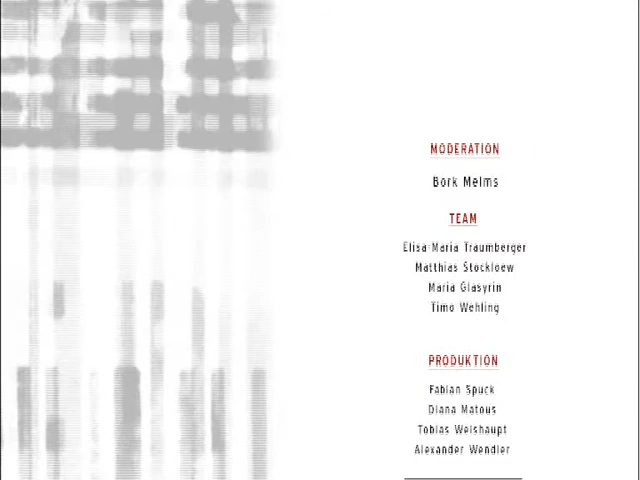 MODERATION
Bork Melms
TEAM
Elisa-Maria Traumberger
Matthias Stockloew
Maria Glasyrin
Timo Wehling
PRODUKTION
Fabian Spuck
Diana Matous
Tobias Weishaupt
Alexander Wendler